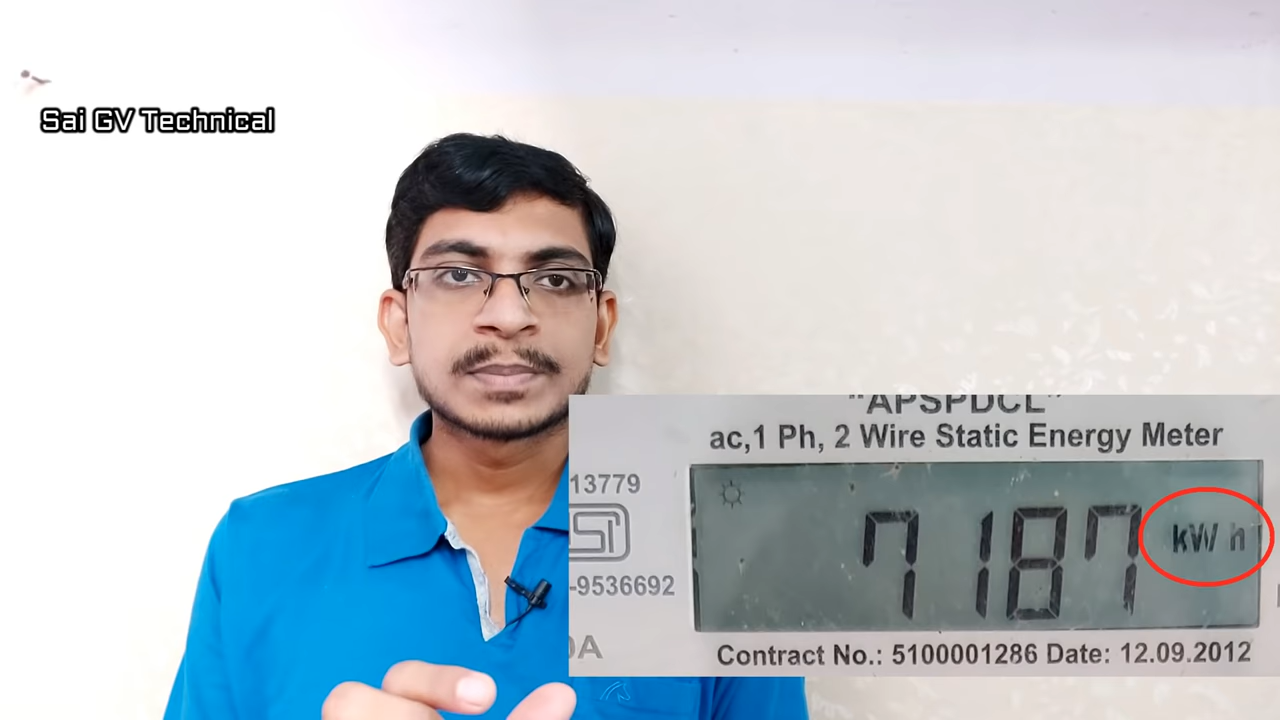 Sai GV Technical
"APSPDCL"
ac,1 Ph, 2 Wire Static Energy Meter
13779
7187 kWh
-9536692
Contract No.: 5100001286 Date: 12.09.2012